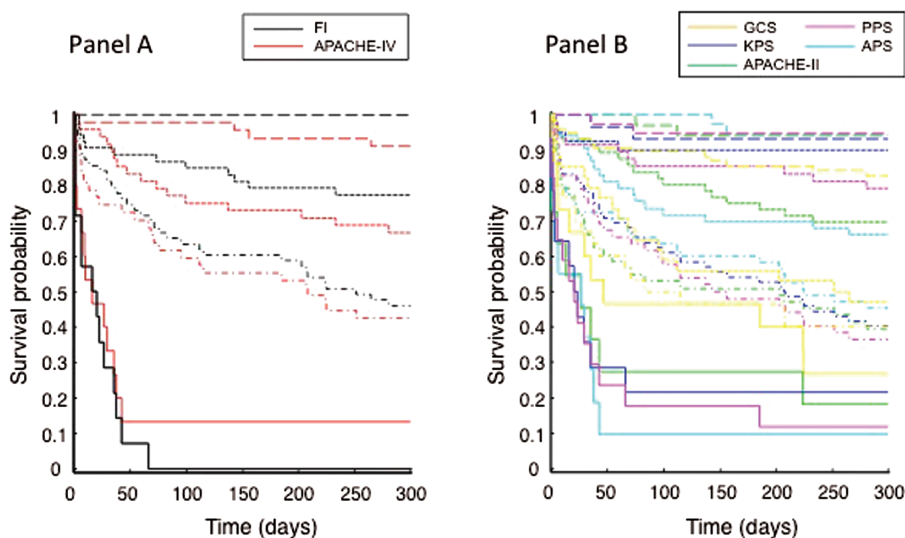 Panel A
FI
APACHE-IV
Survival probability
1
0.9
0.8
0.7
0.6
0.5
0.4
0.3
0.2
0.1
0
0 50 100 150 200 250 300
Time (days)
Panel B
GCS PPS
KPS APS
APACHE-II
Survival probability
1
0.9
0.8
0.7
0.6
0.5
0.4
0.3
0.2
0.1
0
0 50 100 150 200 250 300
Time (days)